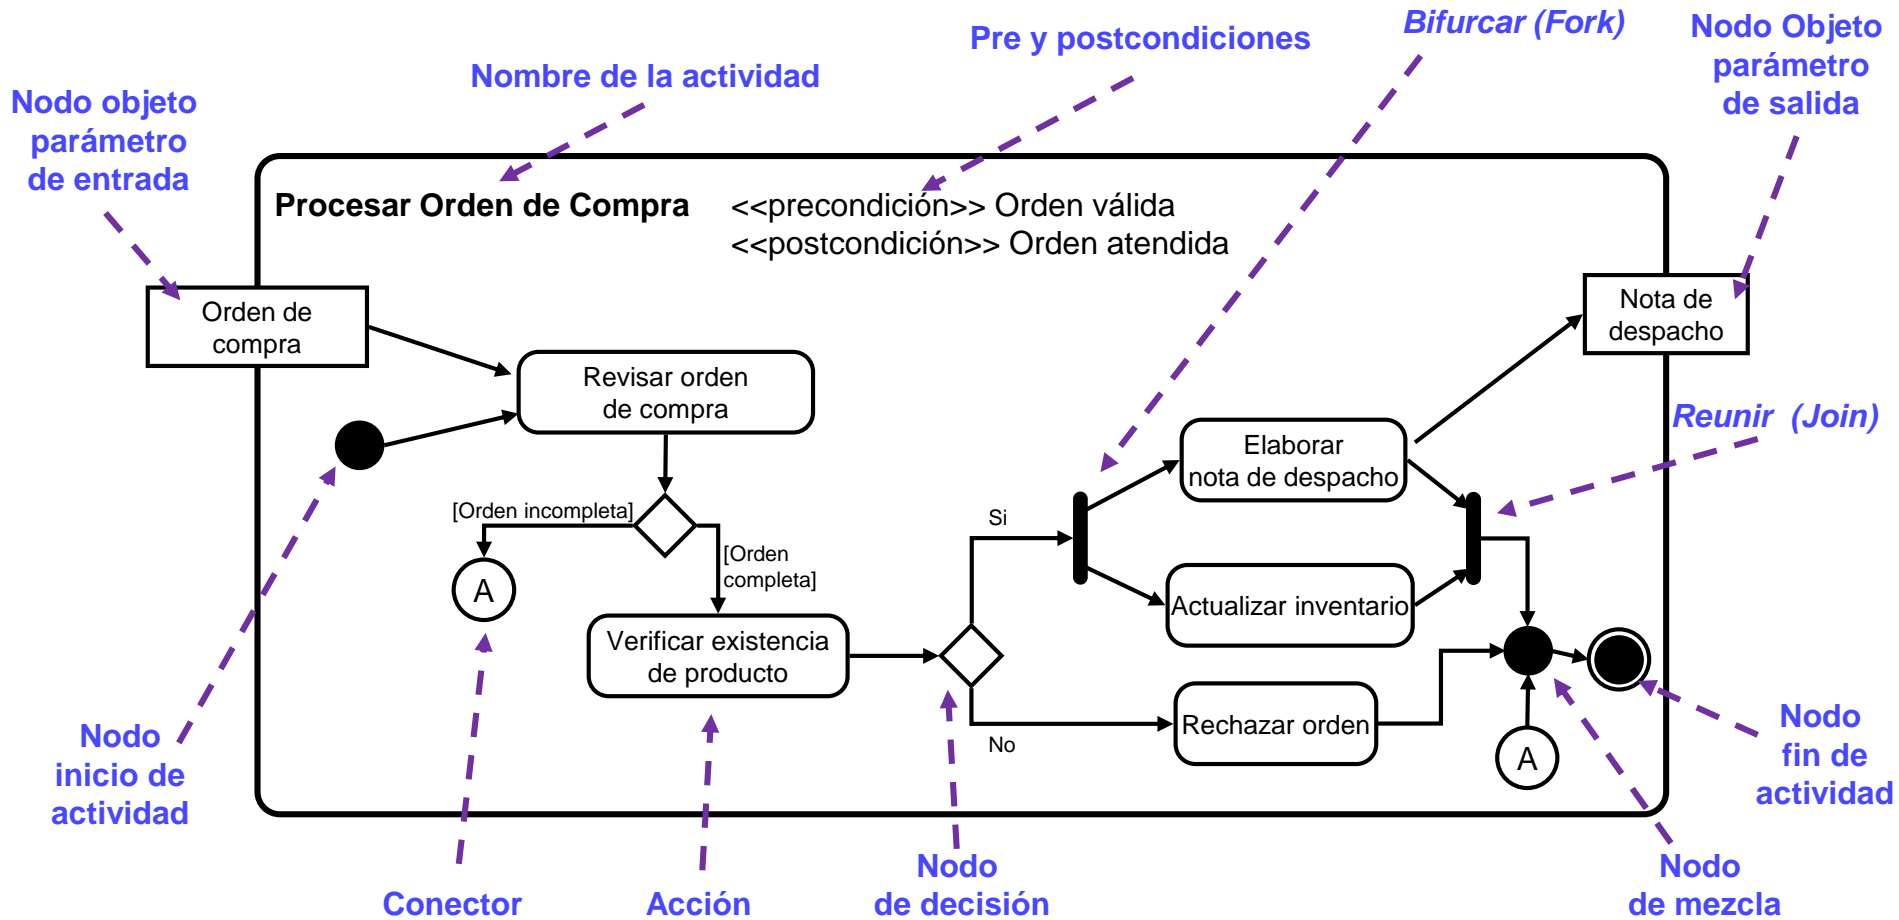 Bifurcar (Fork)
Nodo Objeto
parámetro
de salida
Pre y postcondiciones
Nombre de la actividad
Nodo objeto
parámetro
de entrada
Procesar Orden de Compra
<<precondición>> Orden válida
<<postcondición>> Orden atendida
Orden de
compra
Nota de
despacho
Revisar orden
de compra
Reunir (Join)
Elaborar
nota de despacho
[Orden incompleta]
Si
[Orden
completa]
A
Actualizar inventario
Verificar existencia
de producto
Rechazar orden
No
A
Nodo
inicio de
actividad
Nodo
fin de
actividad
Conector
Acción
Nodo
de decisión
Nodo
de mezcla